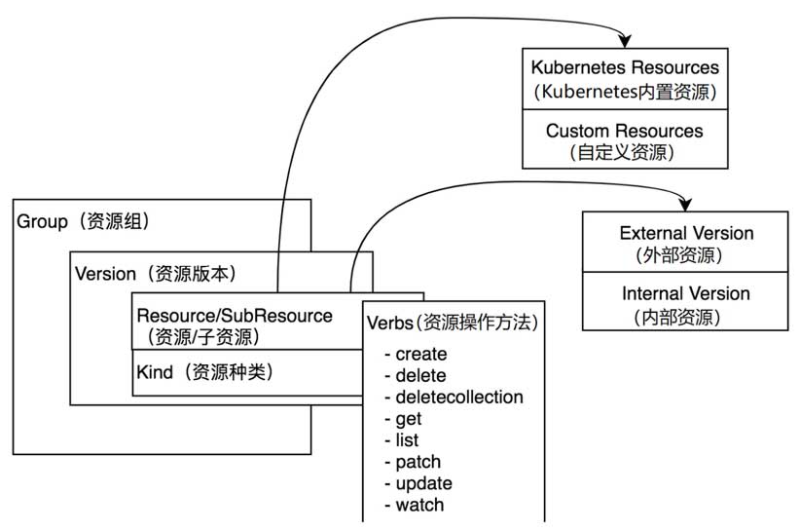 Kubernetes Resources
（Kubernetes内置资源）
Custom Resources
（自定义资源）
Group（资源组）
External Version
（外部资源）
Version（资源版本）
Internal Version
（内部资源）
Resource/SubResource
（资源/子资源）
Verbs（资源操作方法）
Kind（资源种类）
- create
- delete
- deletecollection
- get
- list
- patch
- update
- watch